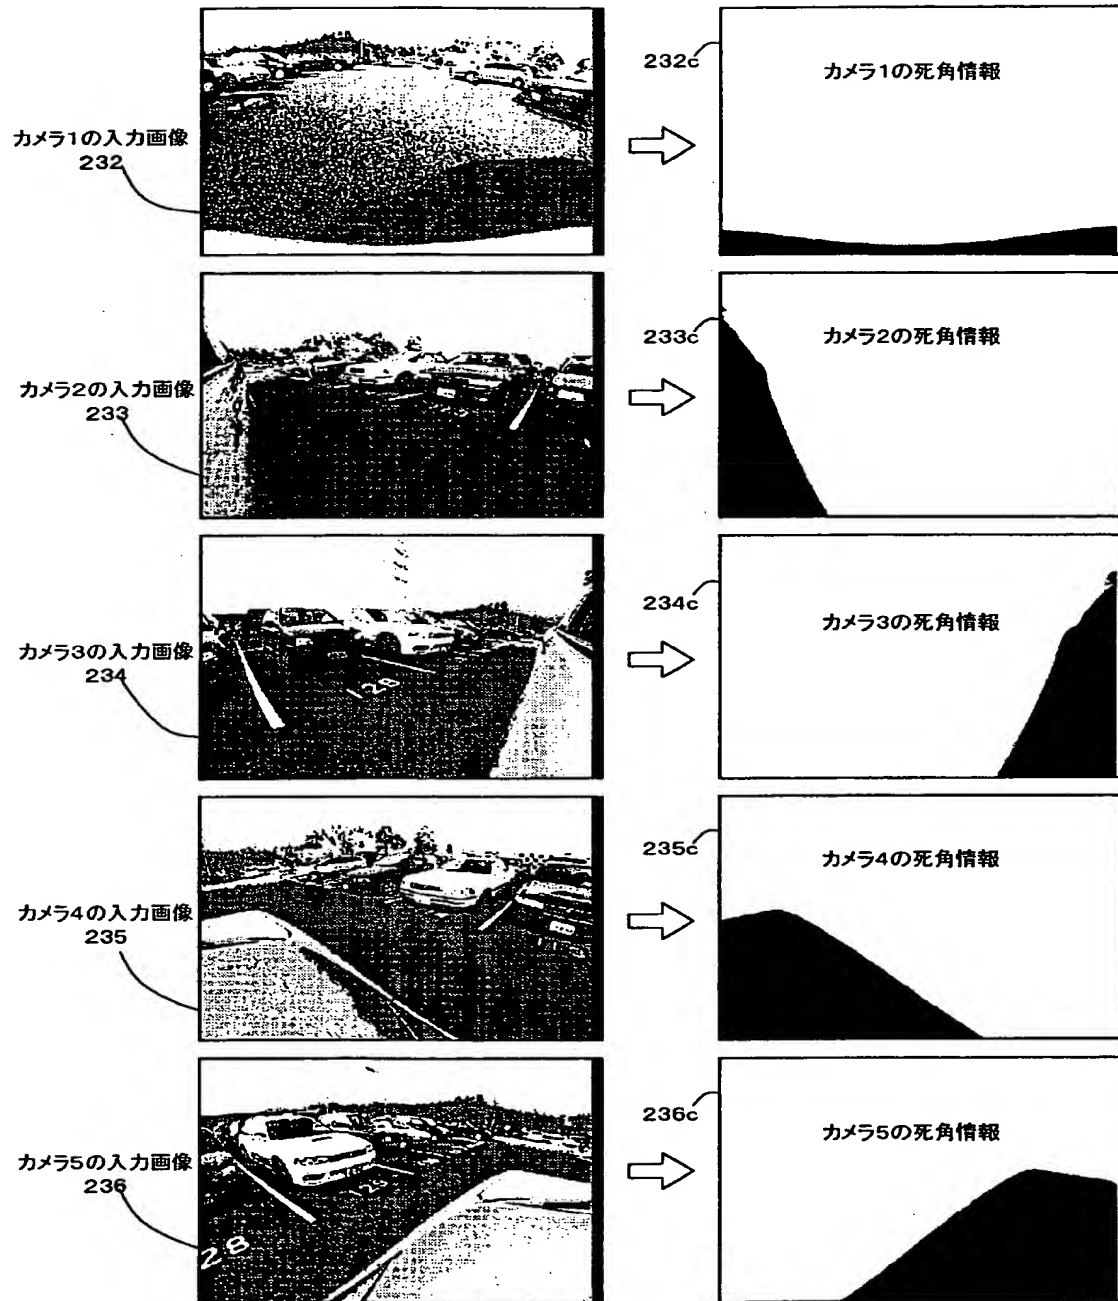 カメラ1の入力画像
232
232c
カメラ1の死角情報
カメラ2の入力画像
233
233c
カメラ2の死角情報
カメラ3の入力画像
234
128
234c
カメラ3の死角情報
カメラ4の入力画像
235
235c
カメラ4の死角情報
カメラ5の入力画像
236
28
236c
カメラ5の死角情報